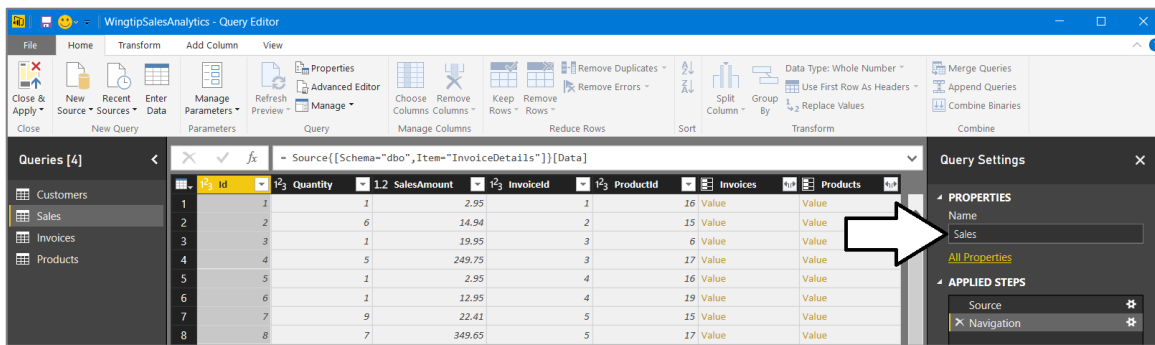 WingtipSalesAnalytics - Query Editor
File Home Transform Add Column View
Close & Apply New Source Recent Sources Enter Data Manage Parameters Refresh Preview Properties Advanced Editor Manage Choose Columns Remove Columns Keep Rows Remove Rows Remove Duplicates Remove Errors Split Column Group By Data Type: Whole Number Use First Row As Headers Replace Values Merge Queries Append Queries Combine Binaries
Close New Query Parameters Query Manage Columns Reduce Rows Sort Transform Combine
Queries [4]
Customers
Sales
Invoices
Products
fx = Source{[Schema="dbo",Item="InvoiceDetails"]}[Data]
1²3 Id 1²3 Quantity 1.2 SalesAmount 1²3 InvoiceId 1²3 ProductId Invoices Products
1 1 1 2.95 1 16 Value Value
2 2 6 14.94 2 15 Value Value
3 3 1 19.95 3 6 Value Value
4 4 5 249.75 3 17 Value Value
5 5 1 2.95 4 16 Value Value
6 6 1 12.95 4 19 Value Value
7 7 9 22.41 5 15 Value Value
8 8 7 349.65 5 17 Value Value
Query Settings
PROPERTIES
Name
Sales
All Properties
APPLIED STEPS
Source
Navigation